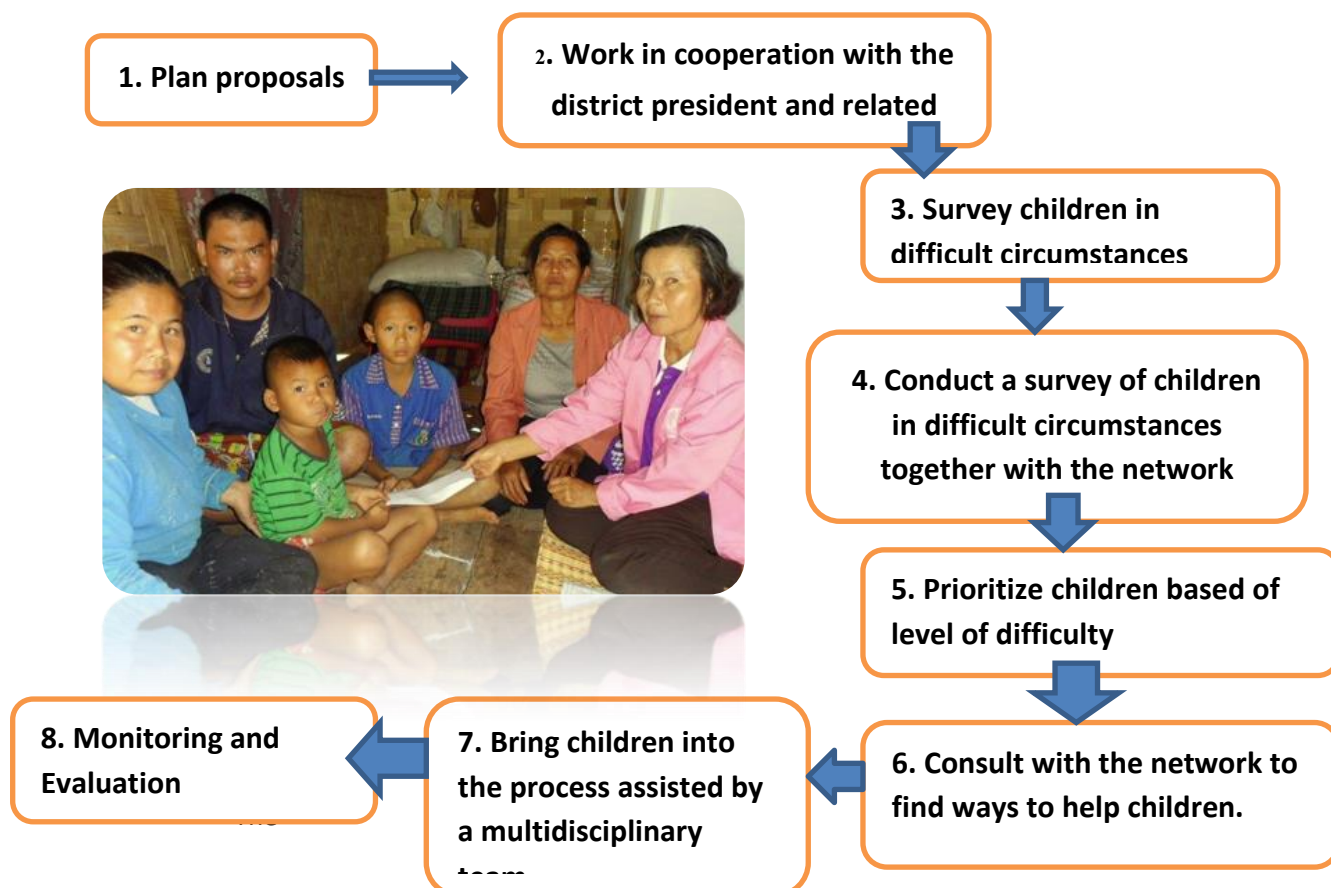 1. Plan proposals
2. Work in cooperation with the
district president and related
3. Survey children in
difficult circumstances
4. Conduct a survey of children
in difficult circumstances
together with the network
5. Prioritize children based of
level of difficulty
6. Consult with the network to
find ways to help children.
7. Bring children into
the process assisted by
a multidisciplinary
team
8. Monitoring and
Evaluation